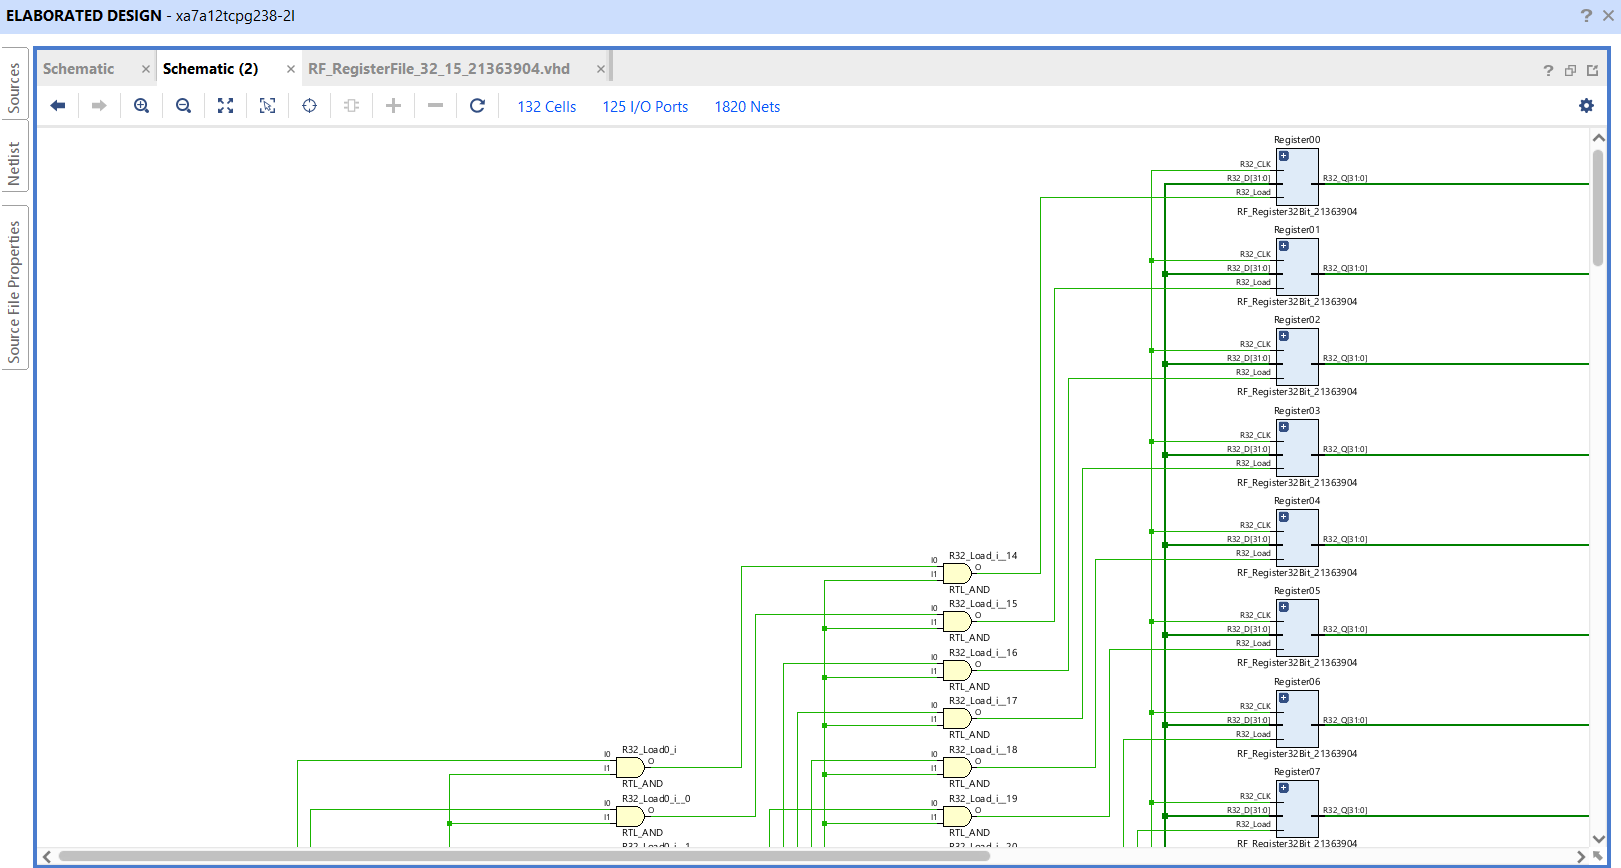 ELABORATED DESIGN - xa7a12tcpg238-2I
Sources
Netlist
Source File Properties
Schematic
Schematic (2)
RF_RegisterFile_32_15_21363904.vhd
132 Cells
125 I/O Ports
1820 Nets
Register00
R32_CLK
R32_D[31:0]
R32_Load
R32_Q[31:0]
RF_Register32Bit_21363904
Register01
R32_CLK
R32_D[31:0]
R32_Load
R32_Q[31:0]
RF_Register32Bit_21363904
Register02
R32_CLK
R32_D[31:0]
R32_Load
R32_Q[31:0]
RF_Register32Bit_21363904
Register03
R32_CLK
R32_D[31:0]
R32_Load
R32_Q[31:0]
RF_Register32Bit_21363904
Register04
R32_CLK
R32_D[31:0]
R32_Load
R32_Q[31:0]
RF_Register32Bit_21363904
Register05
R32_CLK
R32_D[31:0]
R32_Load
R32_Q[31:0]
RF_Register32Bit_21363904
Register06
R32_CLK
R32_D[31:0]
R32_Load
R32_Q[31:0]
RF_Register32Bit_21363904
Register07
R32_CLK
R32_D[31:0]
R32_Load
R32_Q[31:0]
RF_Register32Bit_21363904
R32_Load_i__14
I0
I1
O
RTL_AND
R32_Load_i__15
I0
I1
O
RTL_AND
R32_Load_i__16
I0
I1
O
RTL_AND
R32_Load_i__17
I0
I1
O
RTL_AND
R32_Load_i__18
I0
I1
O
RTL_AND
R32_Load_i__19
I0
I1
O
RTL_AND
R32_Load_i__20
R32_Load0_i
I0
I1
O
RTL_AND
R32_Load0_i__0
I0
I1
O
RTL_AND
R32_Load0_i__1